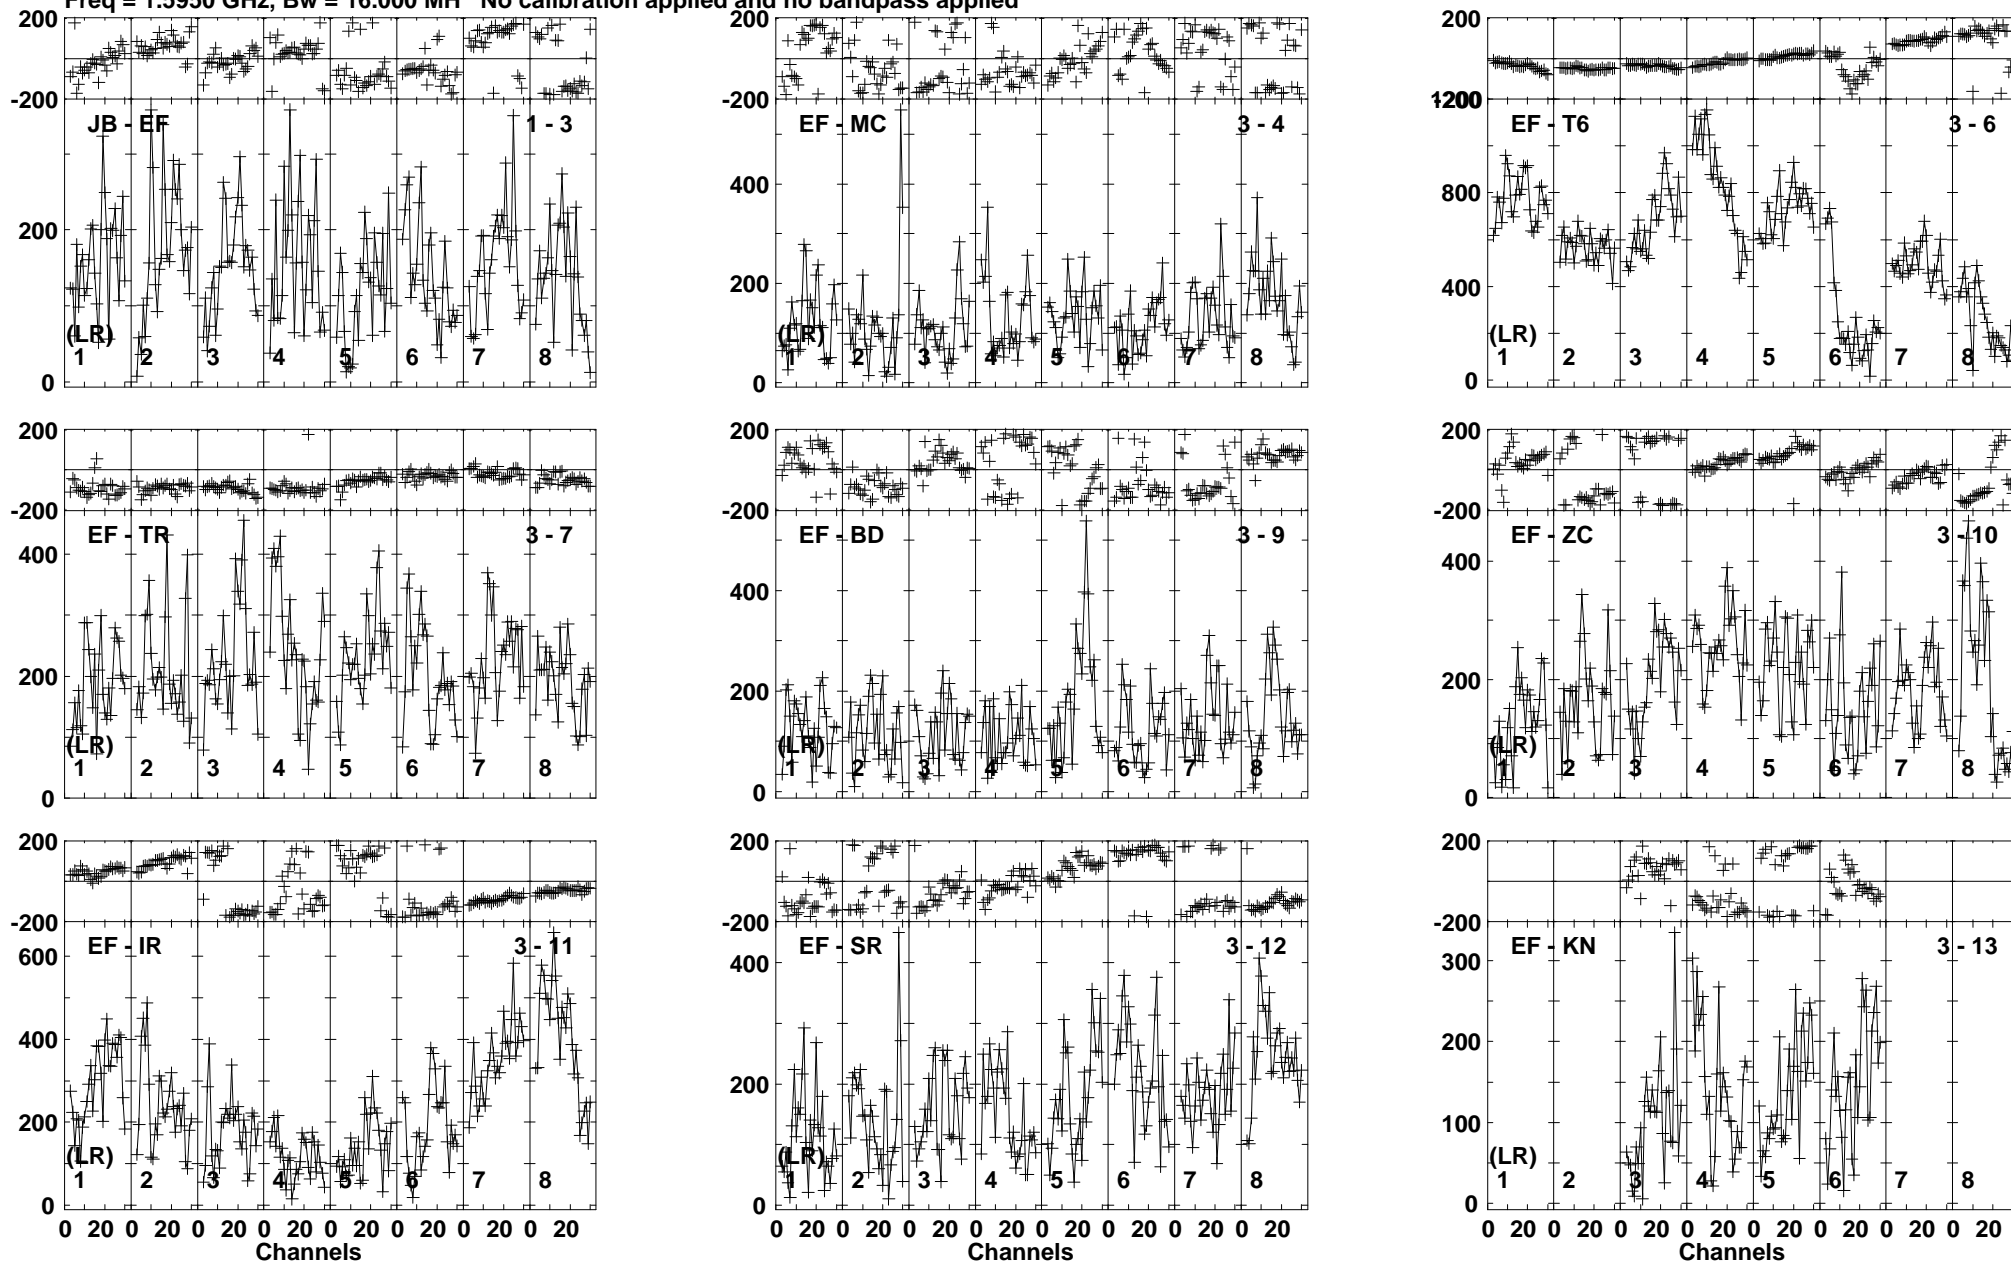 Freq = 1.5950 GHz, Bw = 16.000 MH No calibration applied and no bandpass applied
200
-200
JB - EF 1 - 3
200
(LR)
1 2 3 4 5 6 7 8
0
200
-200
EF - MC 3 - 4
400
200
(LR)
1 2 3 4 5 6 7 8
0
200
-200
1200
EF - T6 3 - 6
800
400
(LR)
1 2 3 4 5 6 7 8
0
200
-200
EF - TR 3 - 7
400
200
(LR)
1 2 3 4 5 6 7 8
0
200
-200
EF - BD 3 - 9
400
200
(LR)
1 2 3 4 5 6 7 8
0
200
-200
EF - ZC 3 - 10
400
200
(LR)
1 2 3 4 5 6 7 8
0
200
-200
EF - IR 3 - 11
600
400
200
(LR)
1 2 3 4 5 6 7 8
0
0 20 0 20 0 20 0 20 0 20 0 20 0 20 0 20
Channels
200
-200
EF - SR 3 - 12
400
200
(LR)
1 2 3 4 5 6 7 8
0
0 20 0 20 0 20 0 20 0 20 0 20 0 20 0 20
Channels
200
-200
EF - KN 3 - 13
300
200
100
(LR)
1 2 3 4 5 6 7 8
0
0 20 0 20 0 20 0 20 0 20 0 20 0 20 0 20
Channels